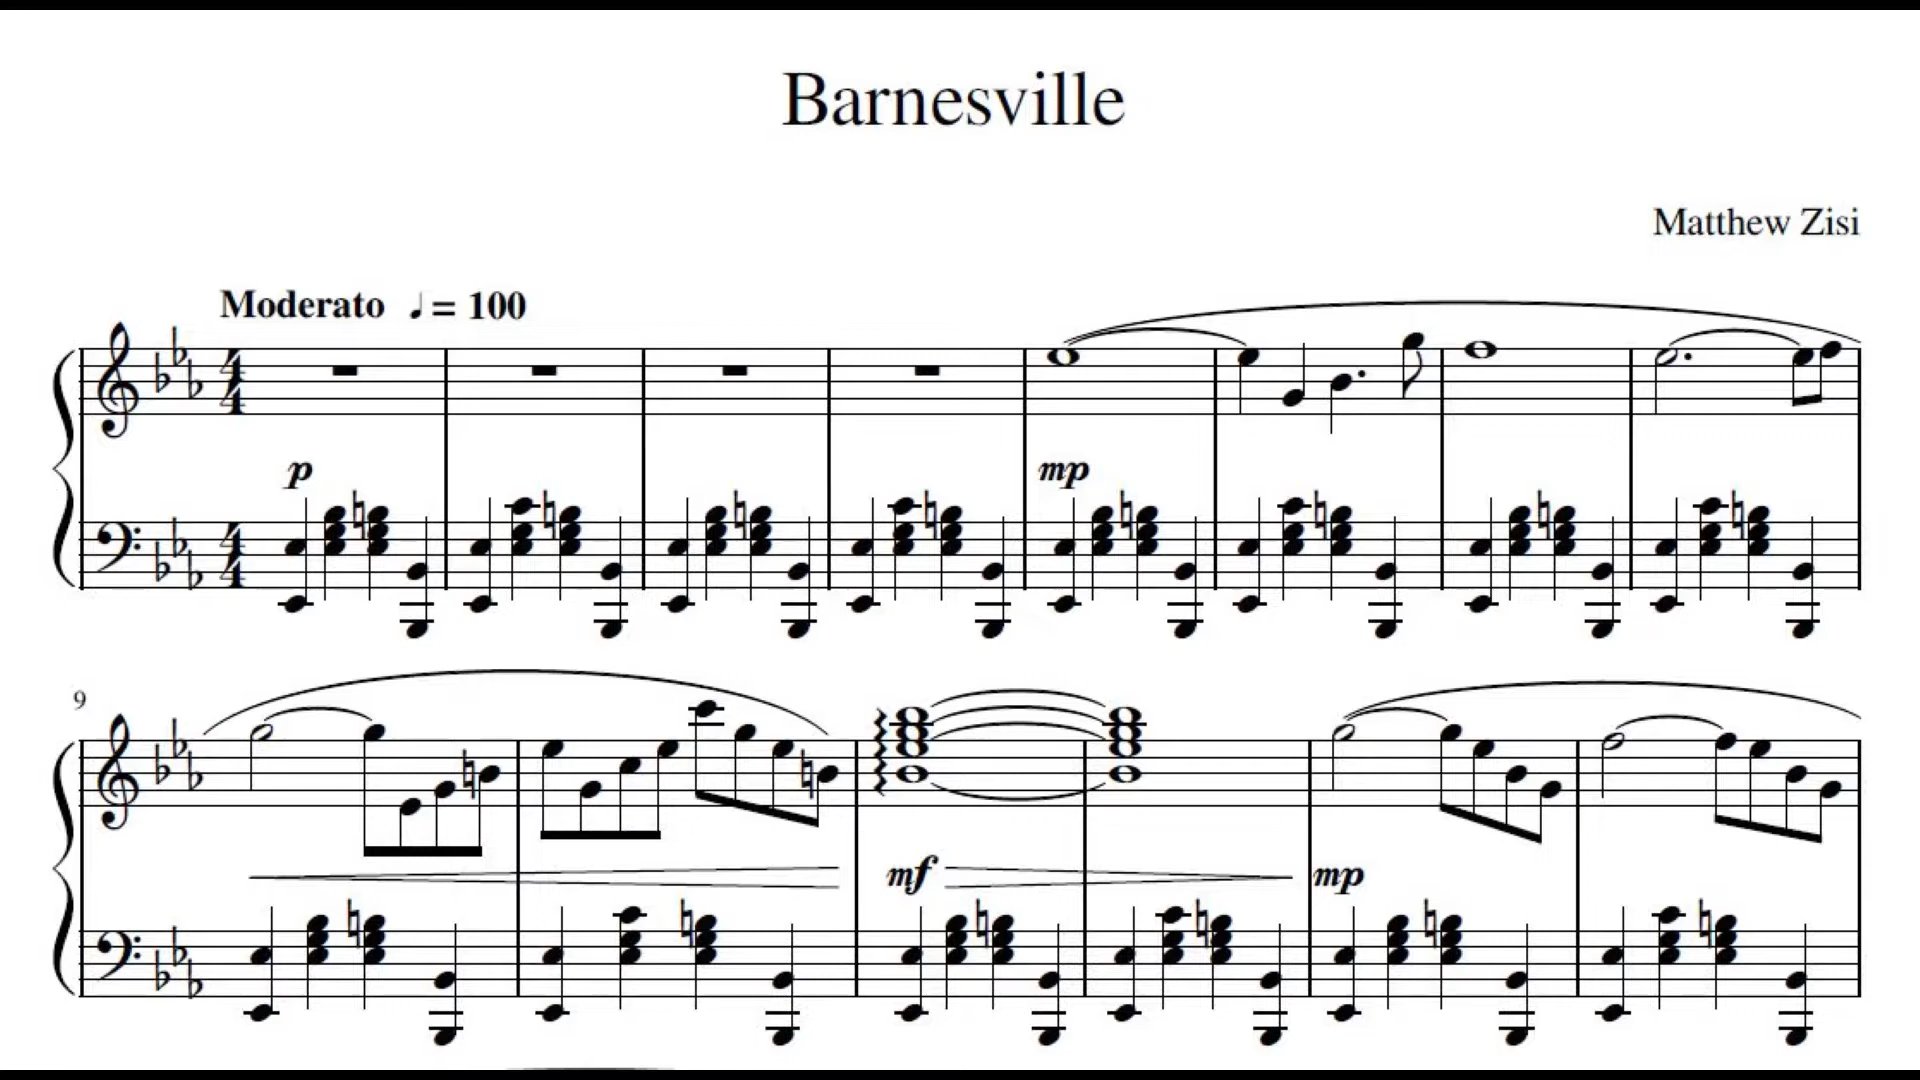 Barnesville
Matthew Zisi
Moderato ♩ = 100
p
mp
9
mf
mp